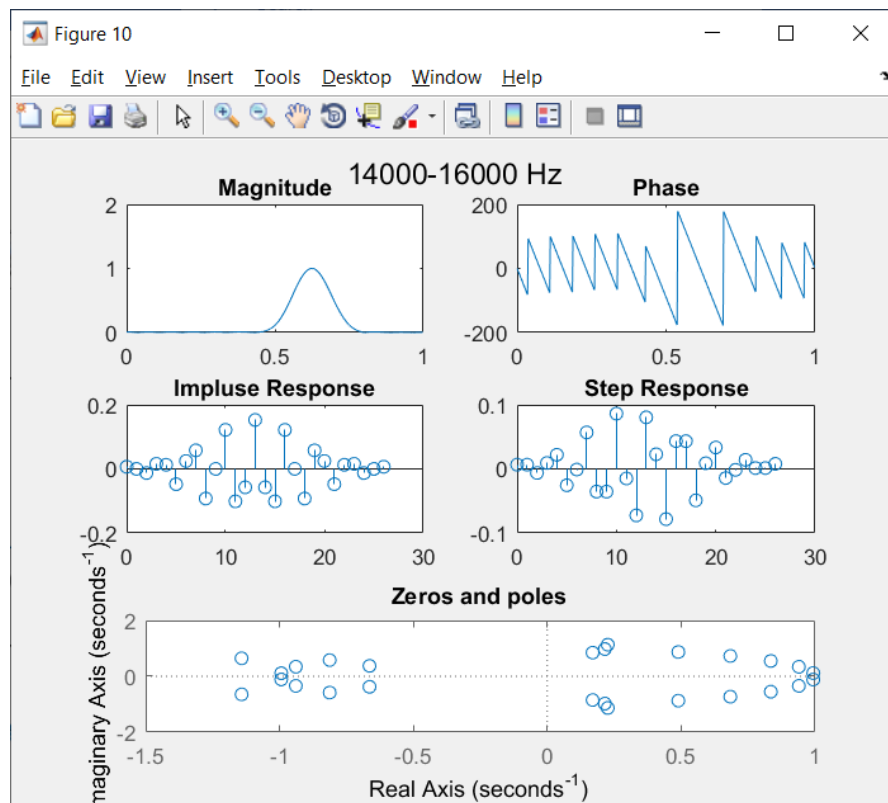 Figure 10
File Edit View Insert Tools Desktop Window Help
14000-16000 Hz
Magnitude
Phase
2
1
0
0 0.5 1
200
0
-200
0 0.5 1
Impluse Response
Step Response
0.2
0
-0.2
0 10 20 30
0.1
0
-0.1
0 10 20 30
Zeros and poles
2
0
-2
-1.5 -1 -0.5 0 0.5 1
maginary Axis (seconds⁻¹)
Real Axis (seconds⁻¹)